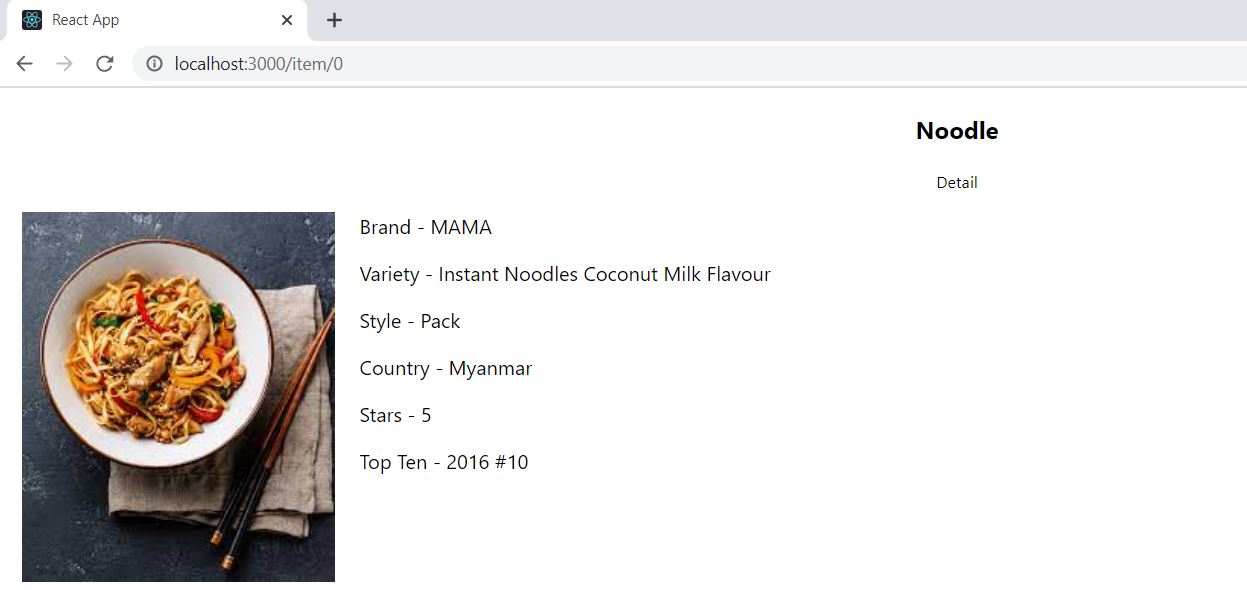 React App
localhost:3000/item/0
Noodle
Detail
Brand - MAMA
Variety - Instant Noodles Coconut Milk Flavour
Style - Pack
Country - Myanmar
Stars - 5
Top Ten - 2016 #10